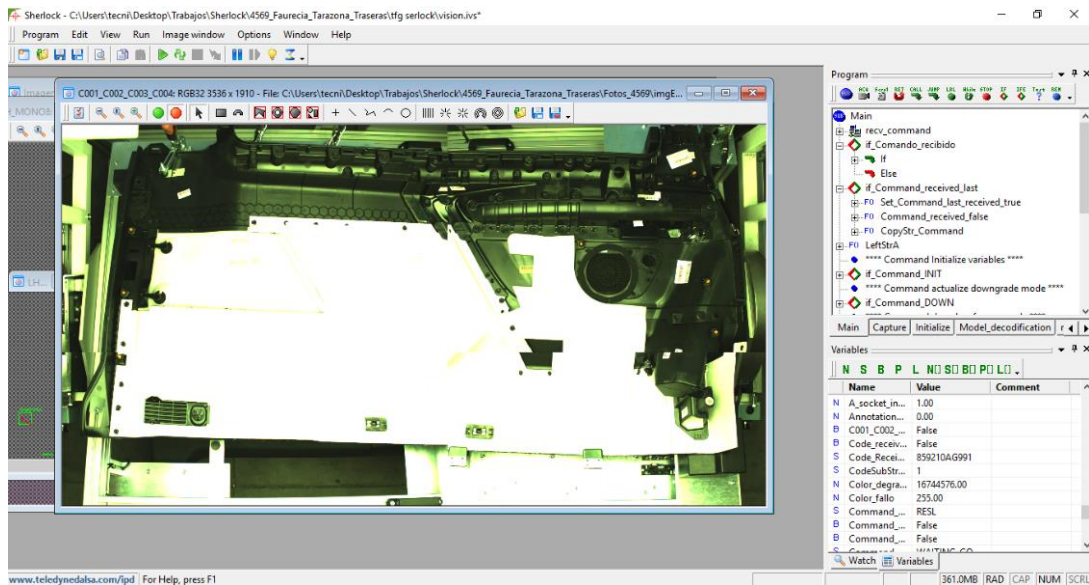 Sherlock - C:\Users\tecni\Desktop\Trabajos\Sherlock\4569_Faurecia_Tarazona_Traseras\tfg serlock\vision.ivs*
Program Edit View Run Image window Options Window Help
C001_C002_C003_C004: RGB32 3536 x 1910 - File: C:\Users\tecni\Desktop\Trabajos\Sherlock\4569_Faurecia_Tarazona_Traseras\Fotos_4569\imgE...
Program
Main
recv_command
if_Comando_recibido
If
Else
if_Command_received_last
FO Set_Command_last_received_true
FO Command_received_false
FO CopyStr_Command
FO LeftStrA
**** Command Initialize variables ****
if_Command_INIT
**** Command actualize downgrade mode ****
if_Command_DOWN
Main Capture Initialize Model_decodification
Variables
N S B P L
Name Value Comment
N A_socket_in... 1.00
N Annotation... 0.00
B C001_C002_... False
B Code_receiv... False
S Code_Recei... 859210AG991
S CodeSubStr... 1
N Color_degra... 16744576.00
N Color_fallo 255.00
S Command_... RESL
B Command_... False
B Command_... False
Watch Variables
www.teledynedalsa.com/ipd For Help, press F1
361.0MB RAD CAP NUM SCRL